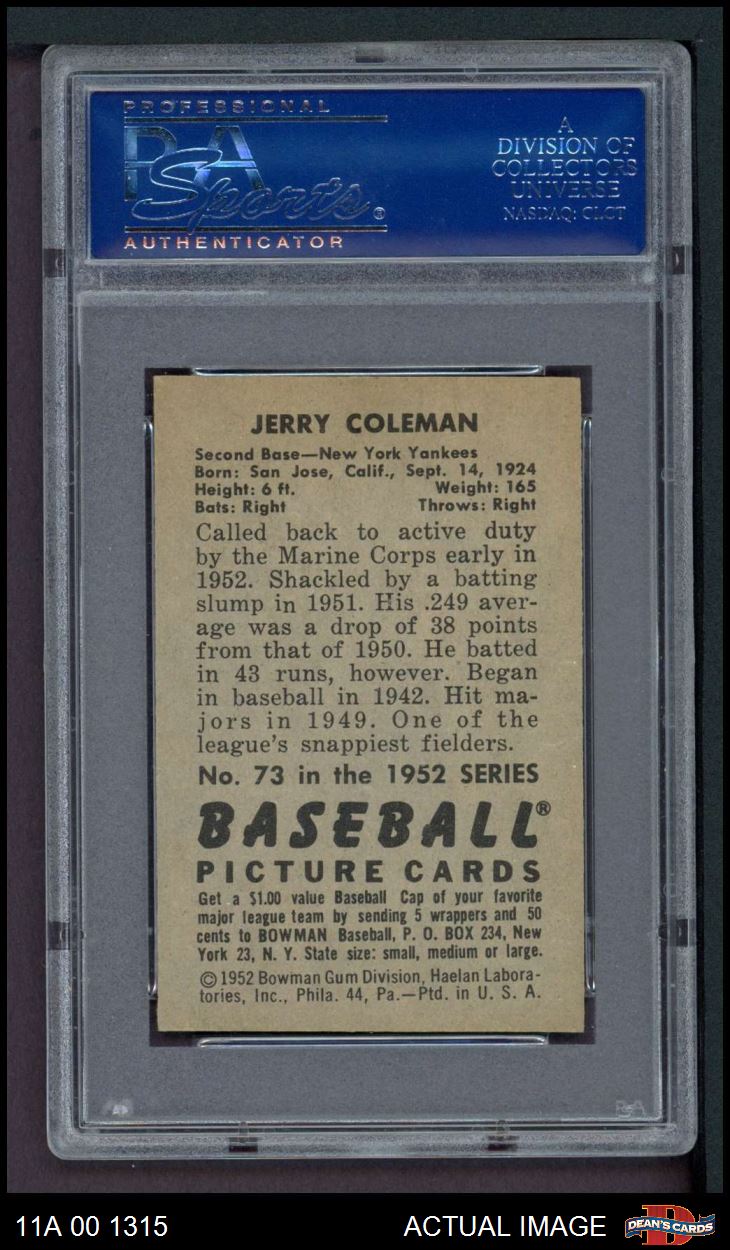 PROFESSIONAL
PSA
Sports®
AUTHENTICATOR
A
DIVISION OF
COLLECTORS
UNIVERSE
NASDAQ: CLCT
JERRY COLEMAN
Second Base—New York Yankees
Born: San Jose, Calif., Sept. 14, 1924
Height: 6 ft. Weight: 165
Bats: Right Throws: Right
Called back to active duty
by the Marine Corps early in
1952. Shackled by a batting
slump in 1951. His .249 aver-
age was a drop of 38 points
from that of 1950. He batted
in 43 runs, however. Began
in baseball in 1942. Hit ma-
jors in 1949. One of the
league's snappiest fielders.
No. 73 in the 1952 SERIES
BASEBALL®
PICTURE CARDS
Get a $1.00 value Baseball Cap of your favorite
major league team by sending 5 wrappers and 50
cents to BOWMAN Baseball, P. O. BOX 234, New
York 23, N. Y. State size: small, medium or large.
© 1952 Bowman Gum Division, Haelan Labora-
tories, Inc., Phila. 44, Pa.—Ptd. in U. S. A.
PSA
11A 00 1315
ACTUAL IMAGE
DEAN'S CARDS